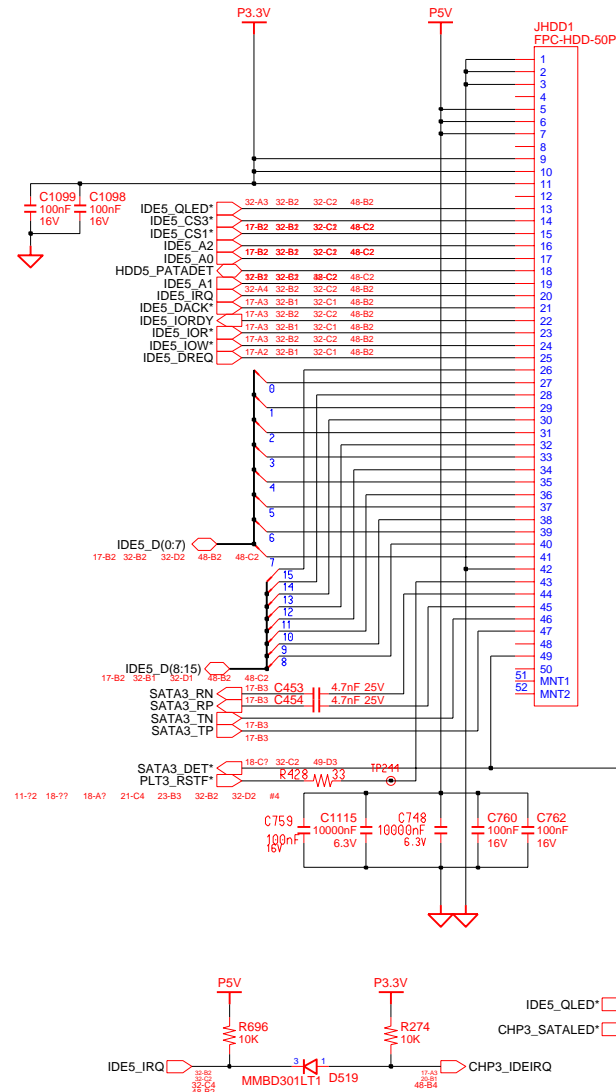 P3.3V P5V
JHDD1
FPC-HDD-50P
1
2
3
4
5
6
7
8
9
10
11
12
13
14
15
16
17
18
19
20
21
22
23
24
25
26
27
28
29
30
31
32
33
34
35
36
37
38
39
40
41
42
43
44
45
46
47
48
49
50
51 MNT1
52 MNT2
C1099 C1098
100nF 100nF
16V 16V
IDE5_QLED* 32-A3 32-B2 32-C2 48-B2
IDE5_CS3*
IDE5_CS1* 17-B2 32-B1 32-C1 48-C2
IDE5_A2
IDE5_A0 17-B2 32-B2 32-C2 48-C2
HDD5_PATADET
IDE5_A1 48-C2
IDE5_IRQ 32-A4 32-B2 32-C2 48-B2
IDE5_DACK* 17-A3 32-B1 32-C1 48-B2
IDE5_IORDY 17-A3 32-B2 32-C2 48-B2
IDE5_IOR* 17-A3 32-B1 32-C1 48-B2
IDE5_IOW* 17-A3 32-B2 32-C2 48-B2
IDE5_DREQ 17-A2 32-B1 32-C1 48-B2
0
1
2
3
4
5
6
7
IDE5_D(0:7)
17-B2 32-B2 32-D2 48-B2 48-C2
15
14
13
12
11
10
9
8
IDE5_D(8:15)
17-B2 32-B1 32-D1 48-B2 48-C2
SATA3_RN 17-B3 C453 4.7nF 25V
SATA3_RP 17-B3 C454 4.7nF 25V
SATA3_TN
SATA3_TP 17-B3
17-B3
SATA3_DET* 18-C? 32-C2 49-D3
PLT3_RSTF* R428 33 TP244
11-?2 18-?? 18-A? 21-C4 23-B3 32-B2 32-D2 #4
C759 C1115 C748 C760 C762
100nF 10000nF 10000nF 100nF 100nF
16V 6.3V 6.3V 16V 16V
P5V P3.3V
R696 R274
10K 10K
IDE5_QLED*
CHP3_SATALED*
IDE5_IRQ 3 1 CHP3_IDEIRQ
MMBD301LT1 D519
32-C4 48-B4